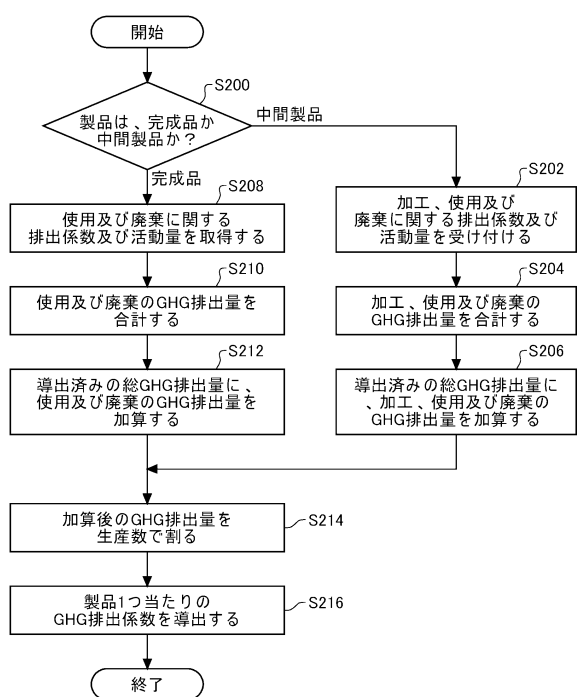 開始
S200
製品は、完成品か
中間製品か?
中間製品
完成品
S208
使用及び廃棄に関する
排出係数及び活動量を取得する
S202
加工、使用及び
廃棄に関する排出係数及び
活動量を受け付ける
S210
使用及び廃棄のGHG排出量を
合計する
S204
加工、使用及び廃棄の
GHG排出量を合計する
S212
導出済みの総GHG排出量に、
使用及び廃棄のGHG排出量を
加算する
S206
導出済みの総GHG排出量に
、加工、使用及び廃棄の
GHG排出量を加算する
加算後のGHG排出量を
生産数で割る
S214
製品1つ当たりの
GHG排出係数を導出する
S216
終了